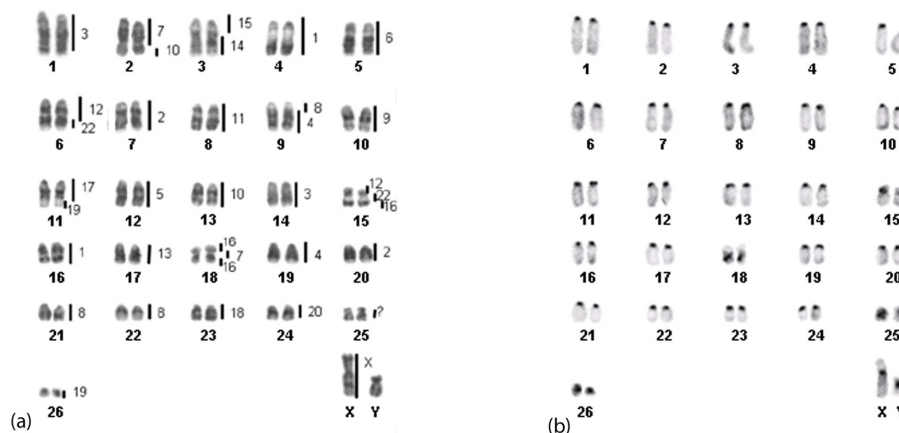 3 7 10 15 14 1 6
1 2 3 4 5
12 22 2 11 8 4 9
6 7 8 9 10
17 19 5 10 3 12 22 16
11 12 13 14 15
1 13 16 7 16 4 2
16 17 18 19 20
8 8 18 20 ?
21 22 23 24 25
19 X
26 X Y
(a)
1 2 3 4 5
6 7 8 9 10
11 12 13 14 15
16 17 18 19 20
21 22 23 24 25
26 X Y
(b)